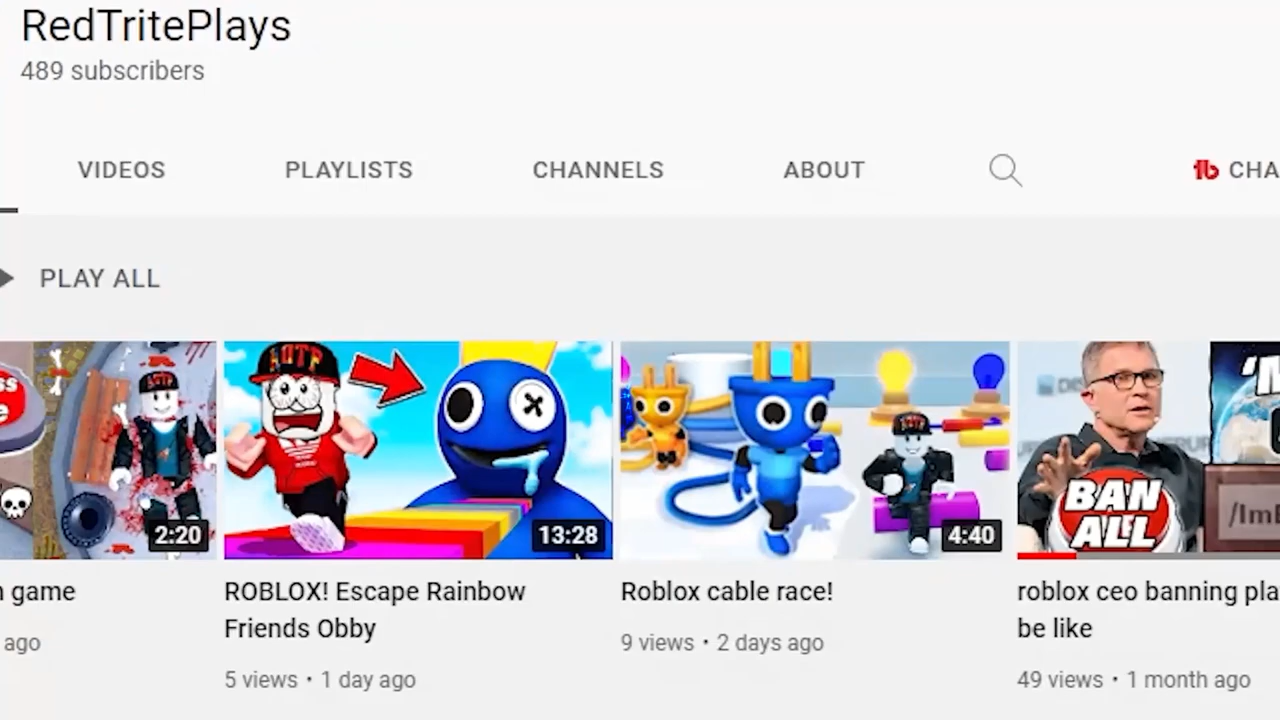 RedTritePlays
489 subscribers
VIDEOS PLAYLISTS CHANNELS ABOUT CHA
PLAY ALL
2:20
13:28
4:40
BAN
ALL
game
ROBLOX! Escape Rainbow
Friends Obby
Roblox cable race!
roblox ceo banning pla
be like
ago
5 views • 1 day ago
9 views • 2 days ago
49 views • 1 month ago